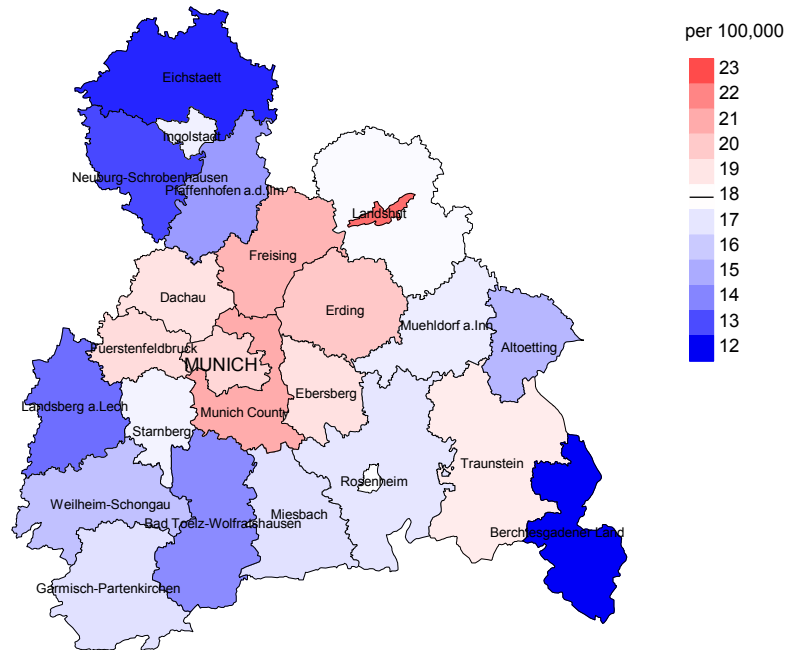 per 100,000
23
22
21
20
19
18
17
16
15
14
13
12
Eichstaett
Ingolstadt
Neuburg-Schrobenhausen
Pfaffenhofen a.d.Ilm
Landshut
Freising
Dachau
Erding
Muehldorf a.Inn
Altoetting
Fuerstenfeldbruck
MUNICH
Ebersberg
Landsberg a.Lech
Starnberg
Munich County
Traunstein
Rosenheim
Weilheim-Schongau
Miesbach
Bad Toelz-Wolfratshausen
Berchtesgadener Land
Garmisch-Partenkirchen